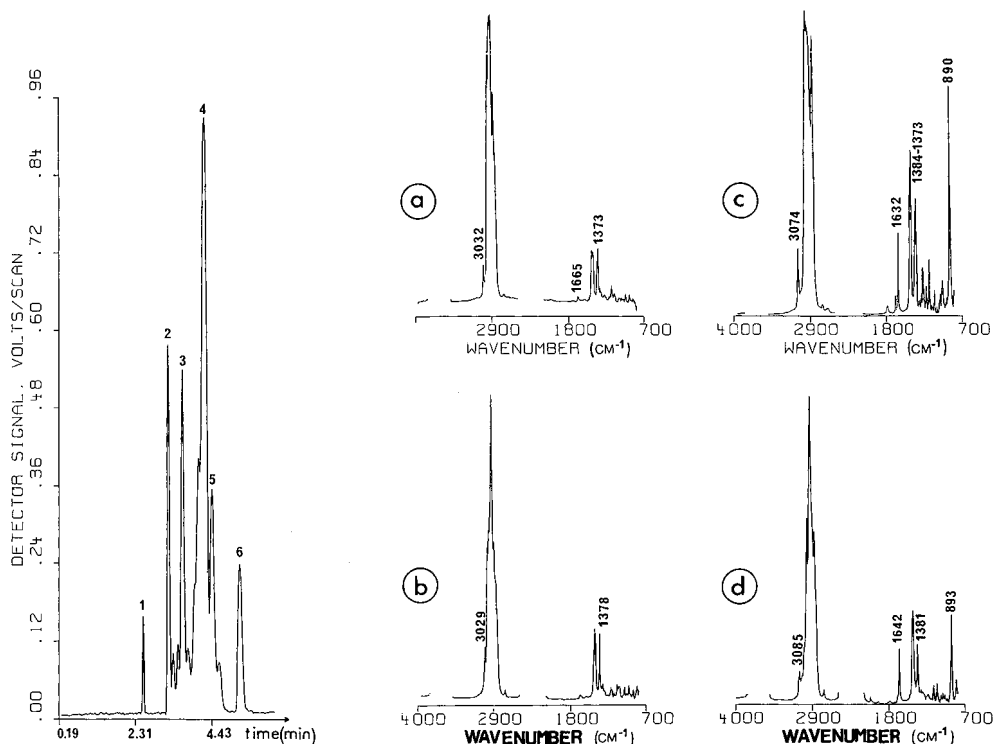 DETECTOR SIGNAL. VOLTS/SCAN
.96
.84
.72
.60
.48
.36
.24
.12
.00
1
2
3
4
5
6
0.19 2.31 4.43 time(min)
a
3032
1665
1373
2900 1800 700
WAVENUMBER (CM-1)
c
3074
1632
1384-1373
890
4000 2900 1800 700
WAVENUMBER (CM-1)
b
3029
1378
4000 2900 1800 700
WAVENUMBER (CM-1)
d
3085
1642
1381
893
4000 2900 1800 700
WAVENUMBER (CM-1)